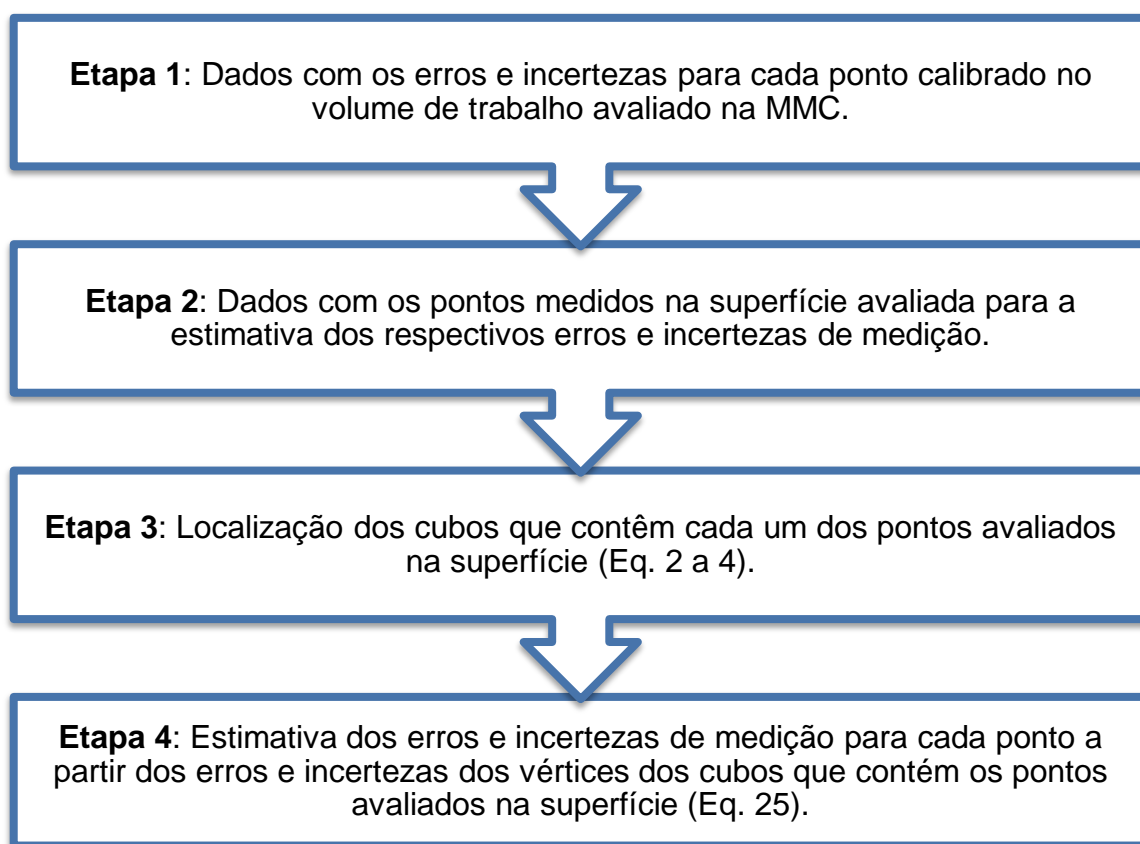 Etapa 1: Dados com os erros e incertezas para cada ponto calibrado no
volume de trabalho avaliado na MMC.
Etapa 2: Dados com os pontos medidos na superfície avaliada para a
estimativa dos respectivos erros e incertezas de medição.
Etapa 3: Localização dos cubos que contêm cada um dos pontos avaliados
na superfície (Eq. 2 a 4).
Etapa 4: Estimativa dos erros e incertezas de medição para cada ponto a
partir dos erros e incertezas dos vértices dos cubos que contém os pontos
avaliados na superfície (Eq. 25).